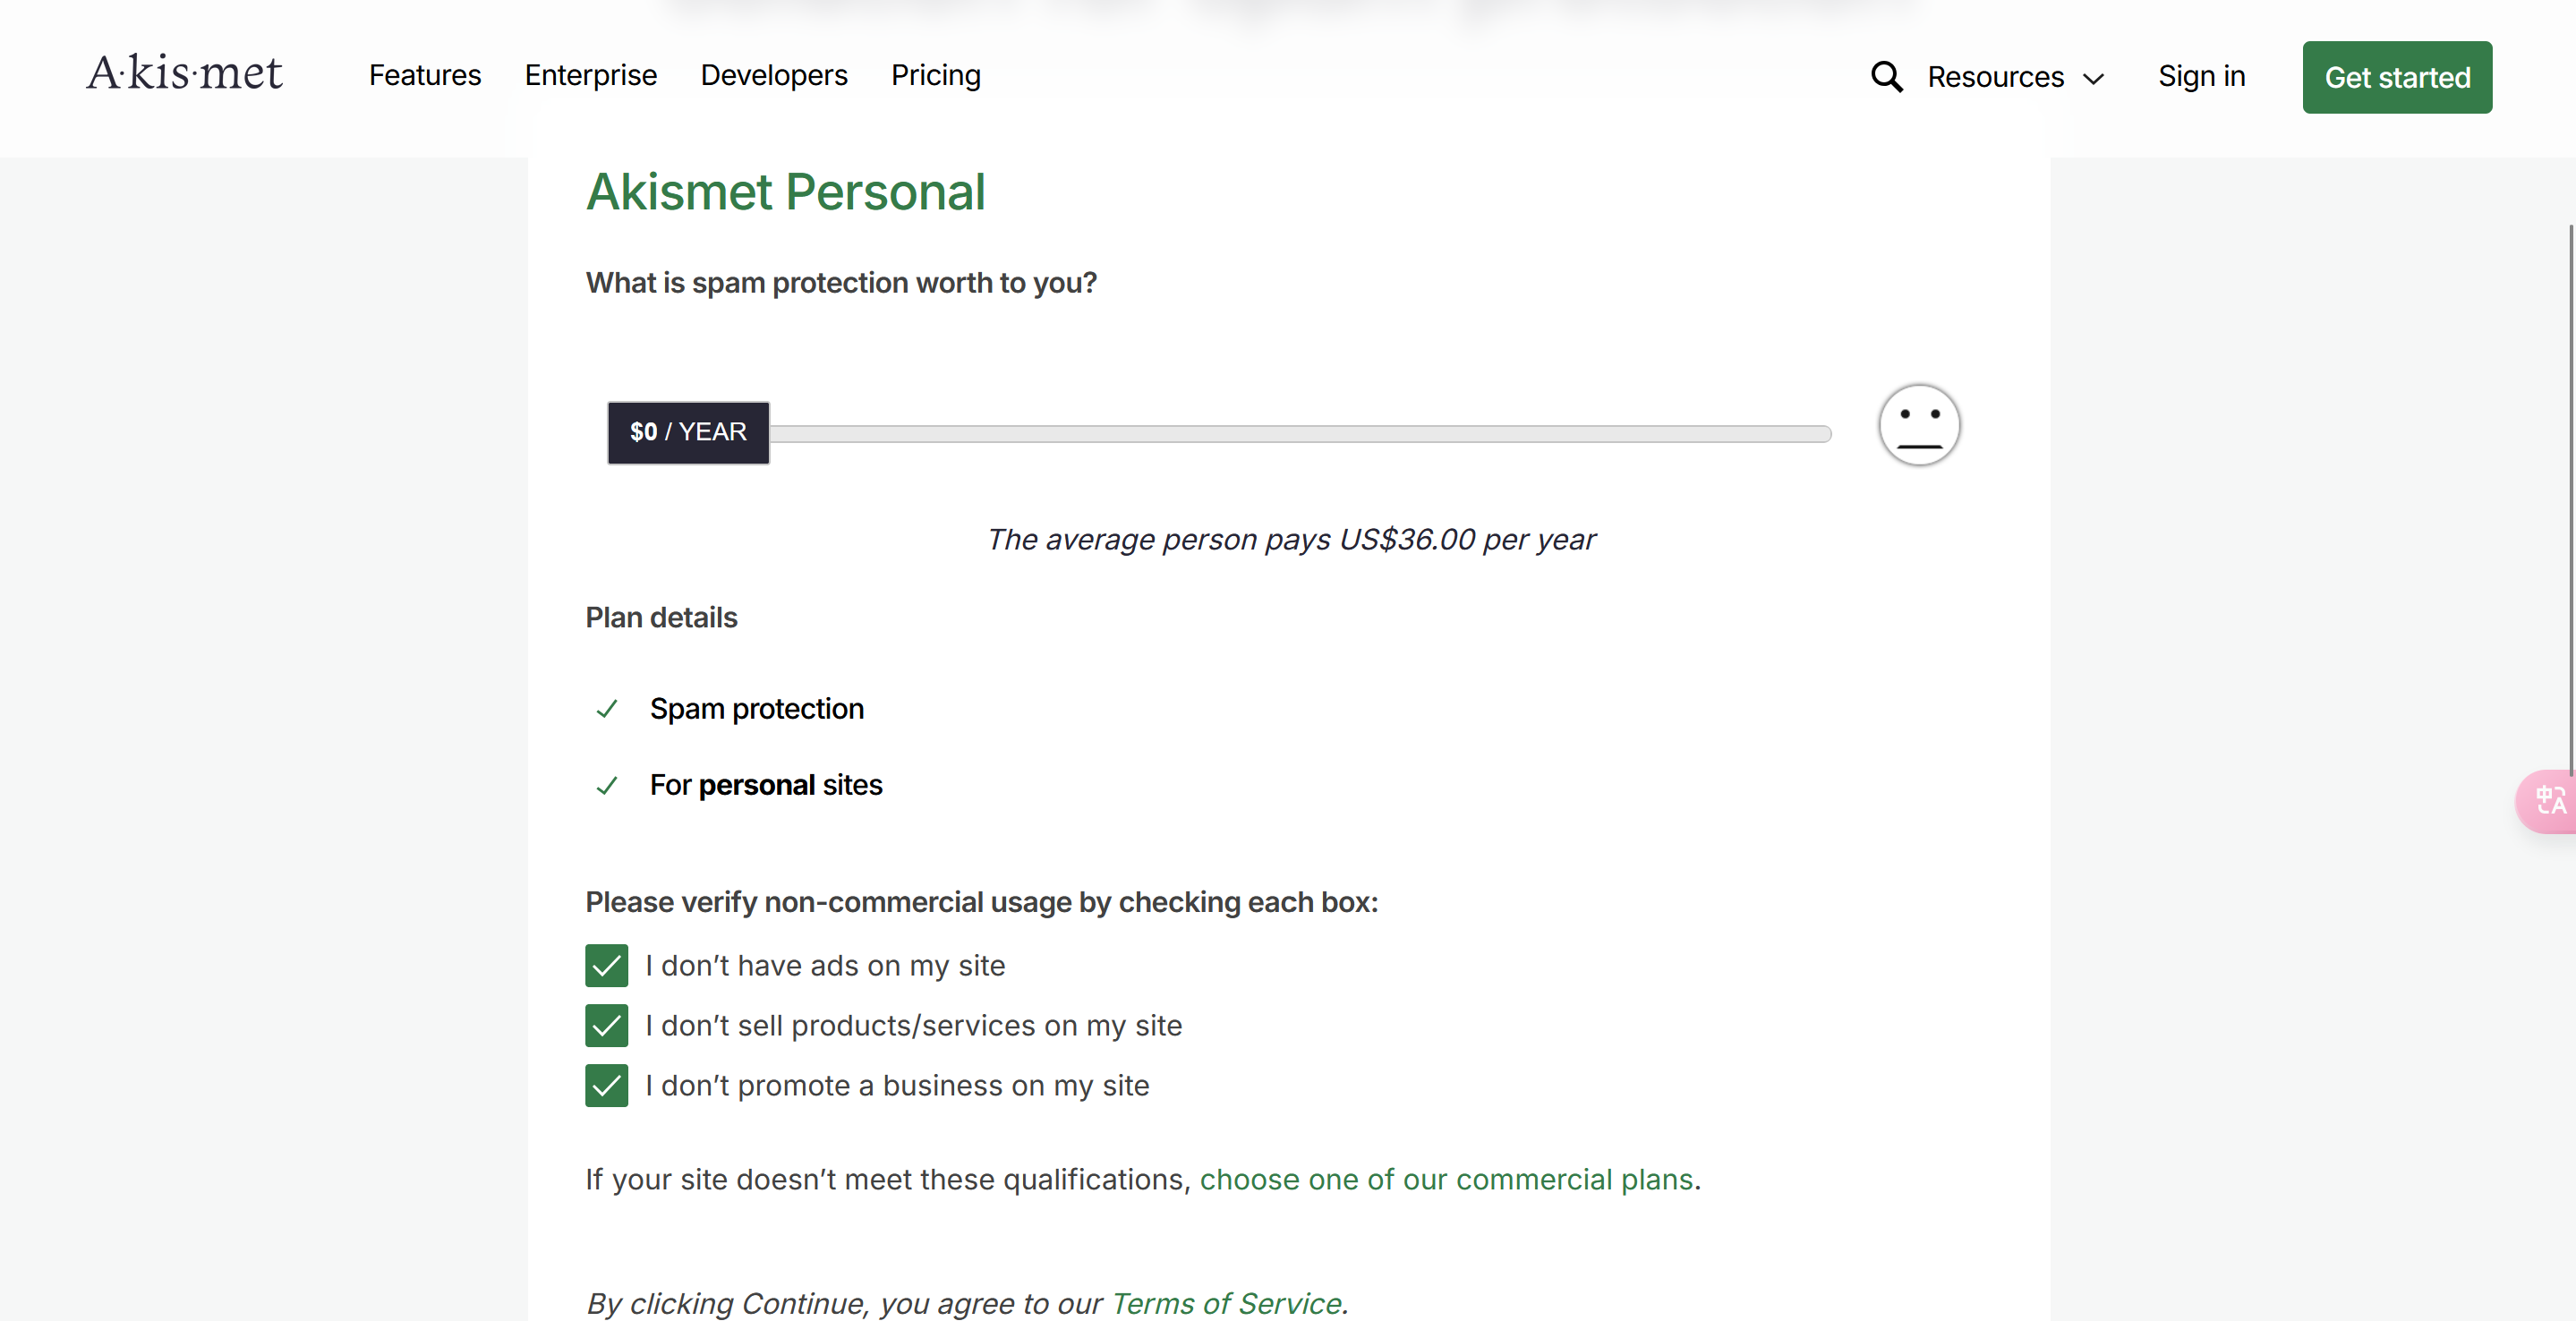 A·kis·met
Features
Enterprise
Developers
Pricing
Resources
Sign in
Get started
Akismet Personal
What is spam protection worth to you?
$0 / YEAR
The average person pays US$36.00 per year
Plan details
Spam protection
For personal sites
Please verify non-commercial usage by checking each box:
I don’t have ads on my site
I don’t sell products/services on my site
I don’t promote a business on my site
If your site doesn’t meet these qualifications, choose one of our commercial plans.
By clicking Continue, you agree to our Terms of Service.
中A